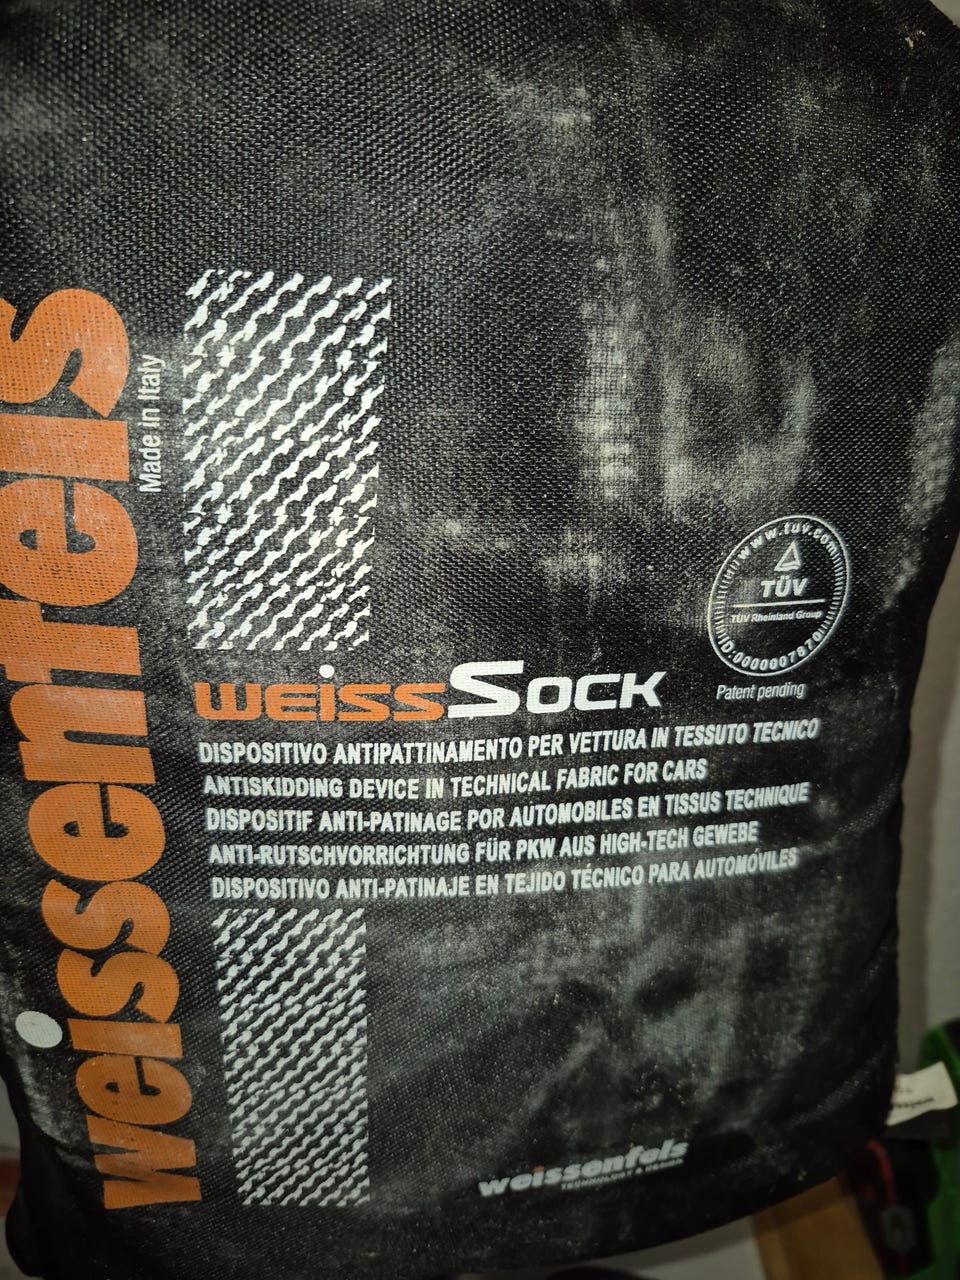 weissenfels
Made in Italy
www.tuv.com
TÜV
TÜV Rheinland Group
ID:0000007870
Patent pending
weissSock
DISPOSITIVO ANTIPATTINAMENTO PER VETTURA IN TESSUTO TECNICO
ANTISKIDDING DEVICE IN TECHNICAL FABRIC FOR CARS
DISPOSITIF ANTI-PATINAGE POR AUTOMOBILES EN TISSUS TECHNIQUE
ANTI-RUTSCHVORRICHTUNG FÜR PKW AUS HIGH-TECH GEWEBE
DISPOSITIVO ANTI-PATINAJE EN TEJIDO TÉCNICO PARA AUTOMÓVILES
weissenfels
TECHNOLOGY & DESIGN